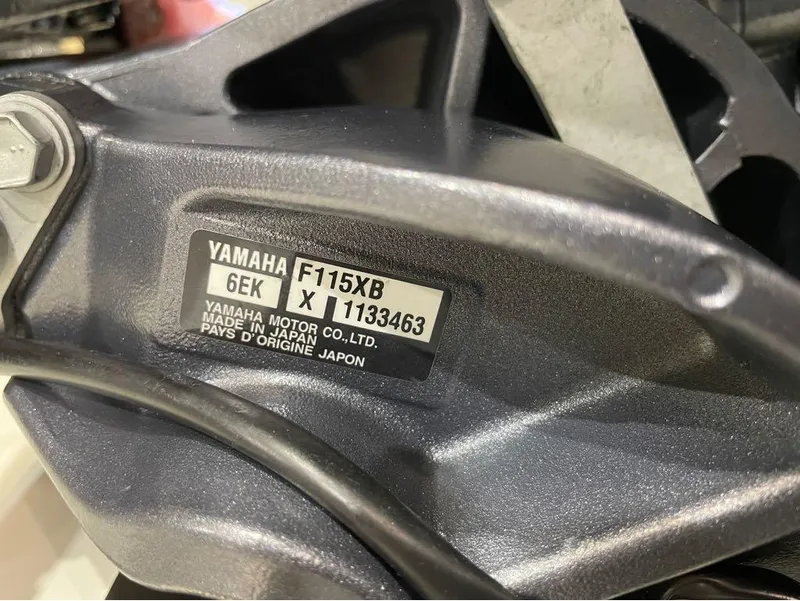 YAMAHA F115XB
6EK X 1133463
YAMAHA MOTOR CO.,LTD.
MADE IN JAPAN
PAYS D'ORIGINE JAPON